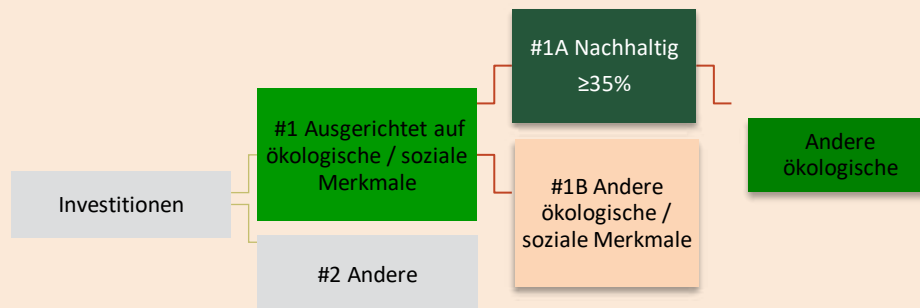 #1A Nachhaltig
≥35%
#1 Ausgerichtet auf
ökologische / soziale
Merkmale
Andere
ökologische
Investitionen
#1B Andere
ökologische /
soziale Merkmale
#2 Andere